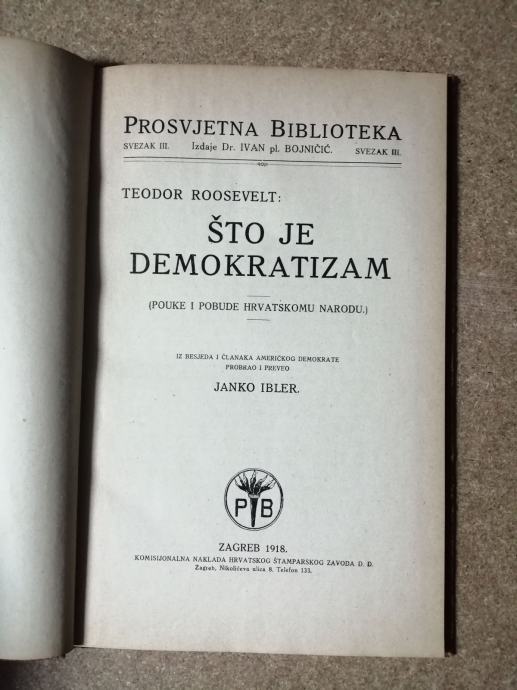 PROSVJETNA BIBLIOTEKA
SVEZAK III. Izdaje Dr. IVAN pl. BOJNIČIĆ. SVEZAK III.
TEODOR ROOSEVELT:
ŠTO JE
DEMOKRATIZAM
(POUKE I POBUDE HRVATSKOMU NARODU.)
IZ BESJEDA I ČLANAKA AMERIČKOG DEMOKRATE
PROBRAO I PREVEO
JANKO IBLER.
P B
ZAGREB 1918.
KOMISIJONALNA NAKLADA HRVATSKOG ŠTAMPARSKOG ZAVODA D. D.
Zagreb, Nikolićeva ulica 8. Telefon 133.